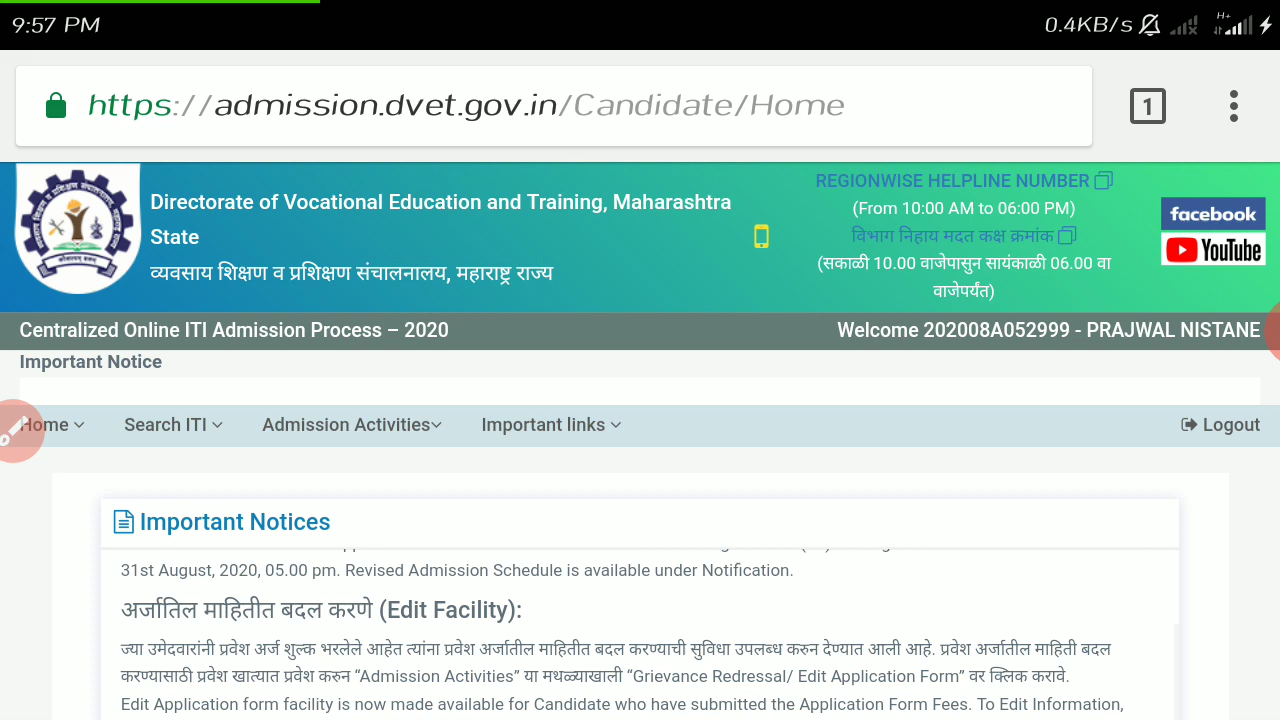 9:57 PM
0.4KB/s
H+
https://admission.dvet.gov.in/Candidate/Home
1
Directorate of Vocational Education and Training, Maharashtra
State
व्यवसाय शिक्षण व प्रशिक्षण संचालनालय, महाराष्ट्र राज्य
REGIONWISE HELPLINE NUMBER
(From 10:00 AM to 06:00 PM)
विभाग निहाय मदत कक्ष क्रमांक
(सकाळी 10.00 वाजेपासुन सायंकाळी 06.00 वा
वाजेपर्यंत)
facebook
YouTube
Centralized Online ITI Admission Process – 2020
Welcome 202008A052999 - PRAJWAL NISTANE
Important Notice
Home
Search ITI
Admission Activities
Important links
Logout
Important Notices
31st August, 2020, 05.00 pm. Revised Admission Schedule is available under Notification.
अर्जातिल माहितीत बदल करणे (Edit Facility):
ज्या उमेदवारांनी प्रवेश अर्ज शुल्क भरलेले आहेत त्यांना प्रवेश अर्जातील माहितीत बदल करण्याची सुविधा उपलब्ध करुन देण्यात आली आहे. प्रवेश अर्जातील माहिती बदल
करण्यासाठी प्रवेश खात्यात प्रवेश करुन “Admission Activities” या मथळ्याखाली “Grievance Redressal/ Edit Application Form” वर क्लिक करावे.
Edit Application form facility is now made available for Candidate who have submitted the Application Form Fees. To Edit Information,